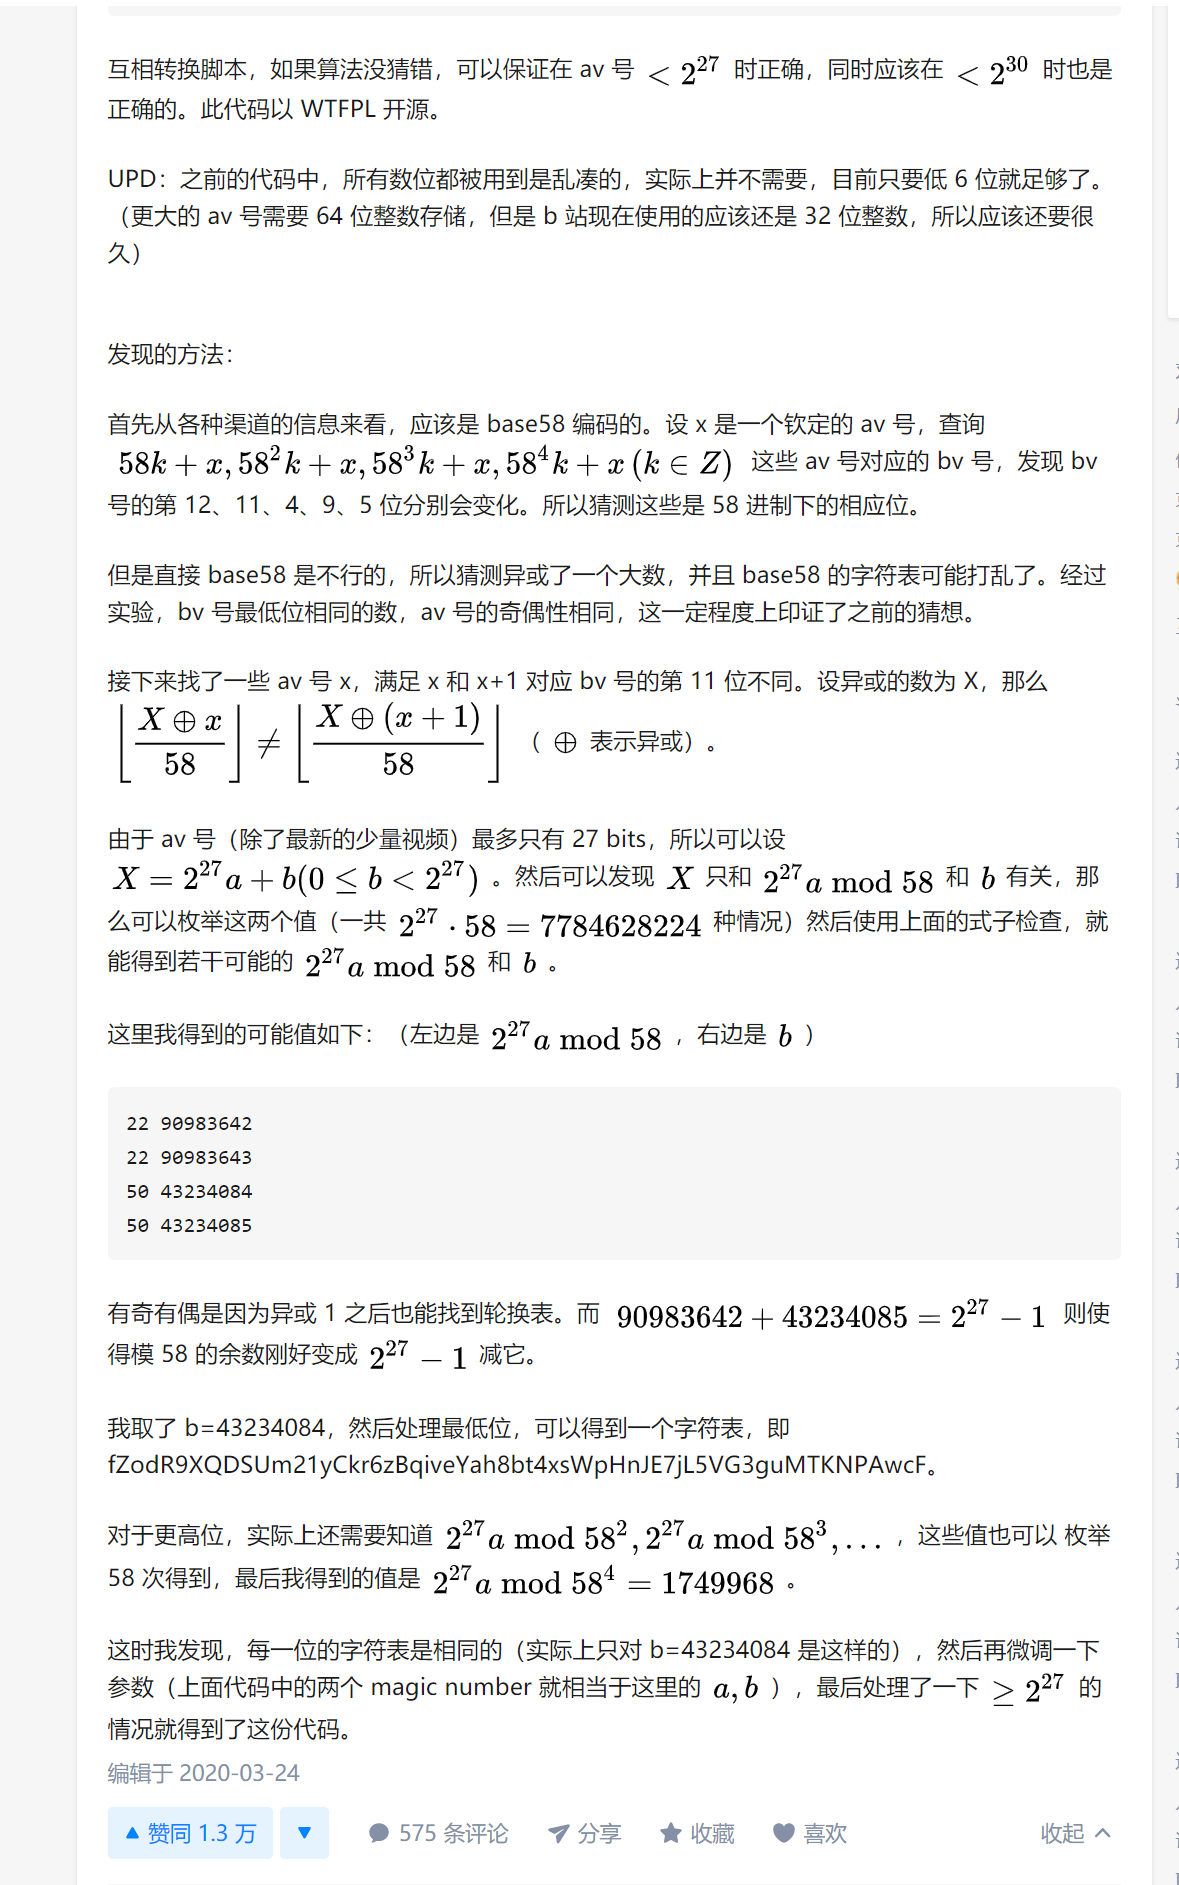 互相转换脚本，如果算法没猜错，可以保证在 av 号 < 2^27 时正确，同时应该在 < 2^30 时也是
正确的。此代码以 WTFPL 开源。
UPD：之前的代码中，所有数位都被用到是乱凑的，实际上并不需要，目前只要低 6 位就足够了。
（更大的 av 号需要 64 位整数存储，但是 b 站现在使用的应该还是 32 位整数，所以应该还要很
久）
发现的方法：
首先从各种渠道的信息来看，应该是 base58 编码的。设 x 是一个钦定的 av 号，查询
58k + x, 58^2k + x, 58^3k + x, 58^4k + x (k ∈ Z) 这些 av 号对应的 bv 号，发现 bv
号的第 12、11、4、9、5 位分别会变化。所以猜测这些是 58 进制下的相应位。
但是直接 base58 是不行的，所以猜测异或了一个大数，并且 base58 的字符表可能打乱了。经过
实验，bv 号最低位相同的数，av 号的奇偶性相同，这一定程度上印证了之前的猜想。
接下来找了一些 av 号 x，满足 x 和 x+1 对应 bv 号的第 11 位不同。设异或的数为 X，那么
⌊(X ⊕ x)/58⌋ ≠ ⌊(X ⊕ (x + 1))/58⌋ （ ⊕ 表示异或）。
由于 av 号（除了最新的少量视频）最多只有 27 bits，所以可以设
X = 2^27a + b(0 ≤ b < 2^27) 。然后可以发现 X 只和 2^27a mod 58 和 b 有关，那
么可以枚举这两个值（一共 2^27 · 58 = 7784628224 种情况）然后使用上面的式子检查，就
能得到若干可能的 2^27a mod 58 和 b 。
这里我得到的可能值如下：（左边是 2^27a mod 58 ，右边是 b ）
22 90983642
22 90983643
50 43234084
50 43234085
有奇有偶是因为异或 1 之后也能找到轮换表。而 90983642 + 43234085 = 2^27 − 1 则使
得模 58 的余数刚好变成 2^27 − 1 减它。
我取了 b=43234084，然后处理最低位，可以得到一个字符表，即
fZodR9XQDSUm21yCkr6zBqiveYah8bt4xsWpHnJE7jL5VG3guMTKNPAwcF。
对于更高位，实际上还需要知道 2^27a mod 58^2, 2^27a mod 58^3, … ，这些值也可以 枚举
58 次得到，最后我得到的值是 2^27a mod 58^4 = 1749968 。
这时我发现，每一位的字符表是相同的（实际上只对 b=43234084 是这样的），然后再微调一下
参数（上面代码中的两个 magic number 就相当于这里的 a, b ），最后处理了一下 ≥ 2^27 的
情况就得到了这份代码。
编辑于 2020-03-24
赞同 1.3 万 575 条评论 分享 收藏 喜欢 收起